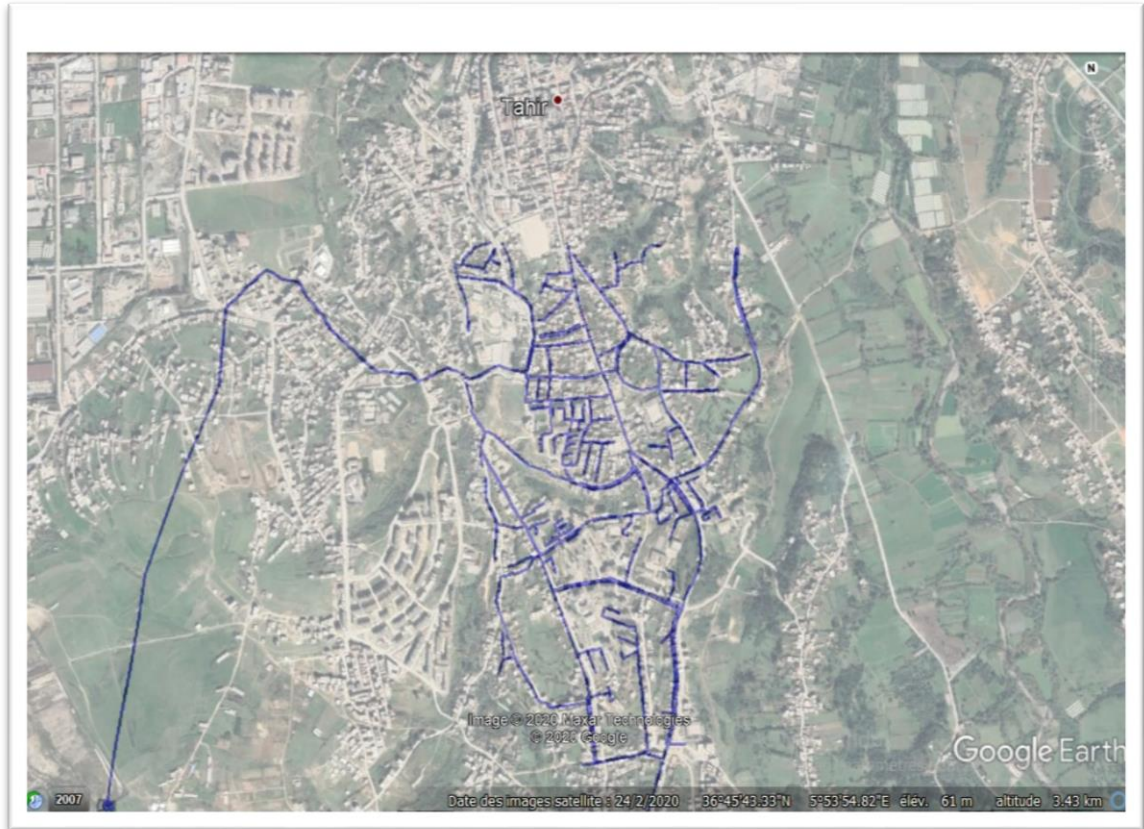 N
Tahir
Image © 2020 Maxar Technologies
© 2020 Google
Google Earth
2007
Date des images satellite : 24/2/2020 36°45'43.33"N 5°53'54.82"E élév. 61 m altitude 3.43 km